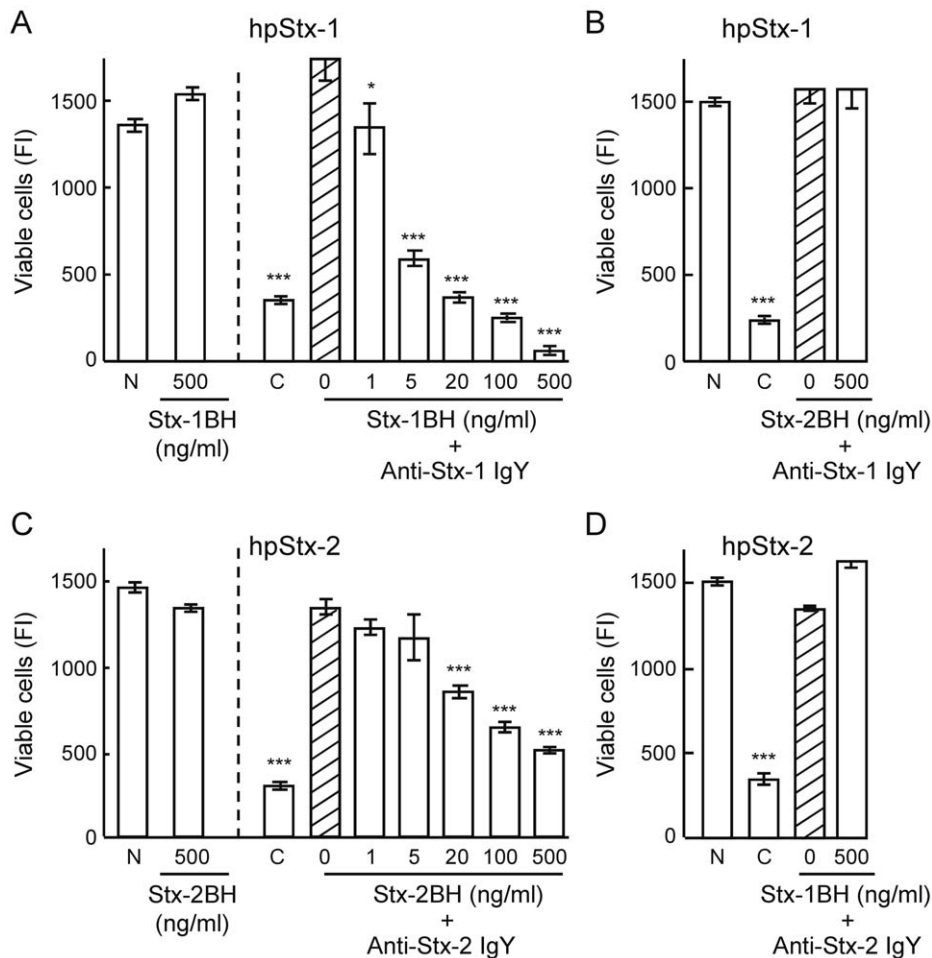 A
hpStx-1
Viable cells (FI)
1500
1000
500
0
***
*
***
***
***
***
N 500 C 0 1 5 20 100 500
Stx-1BH
(ng/ml)
Stx-1BH (ng/ml)
+
Anti-Stx-1 IgY
B
hpStx-1
Viable cells (FI)
1500
1000
500
0
***
N C 0 500
Stx-2BH (ng/ml)
+
Anti-Stx-1 IgY
C
hpStx-2
Viable cells (FI)
1500
1000
500
0
***
***
***
***
N 500 C 0 1 5 20 100 500
Stx-2BH
(ng/ml)
Stx-2BH (ng/ml)
+
Anti-Stx-2 IgY
D
hpStx-2
Viable cells (FI)
1500
1000
500
0
***
N C 0 500
Stx-1BH (ng/ml)
+
Anti-Stx-2 IgY